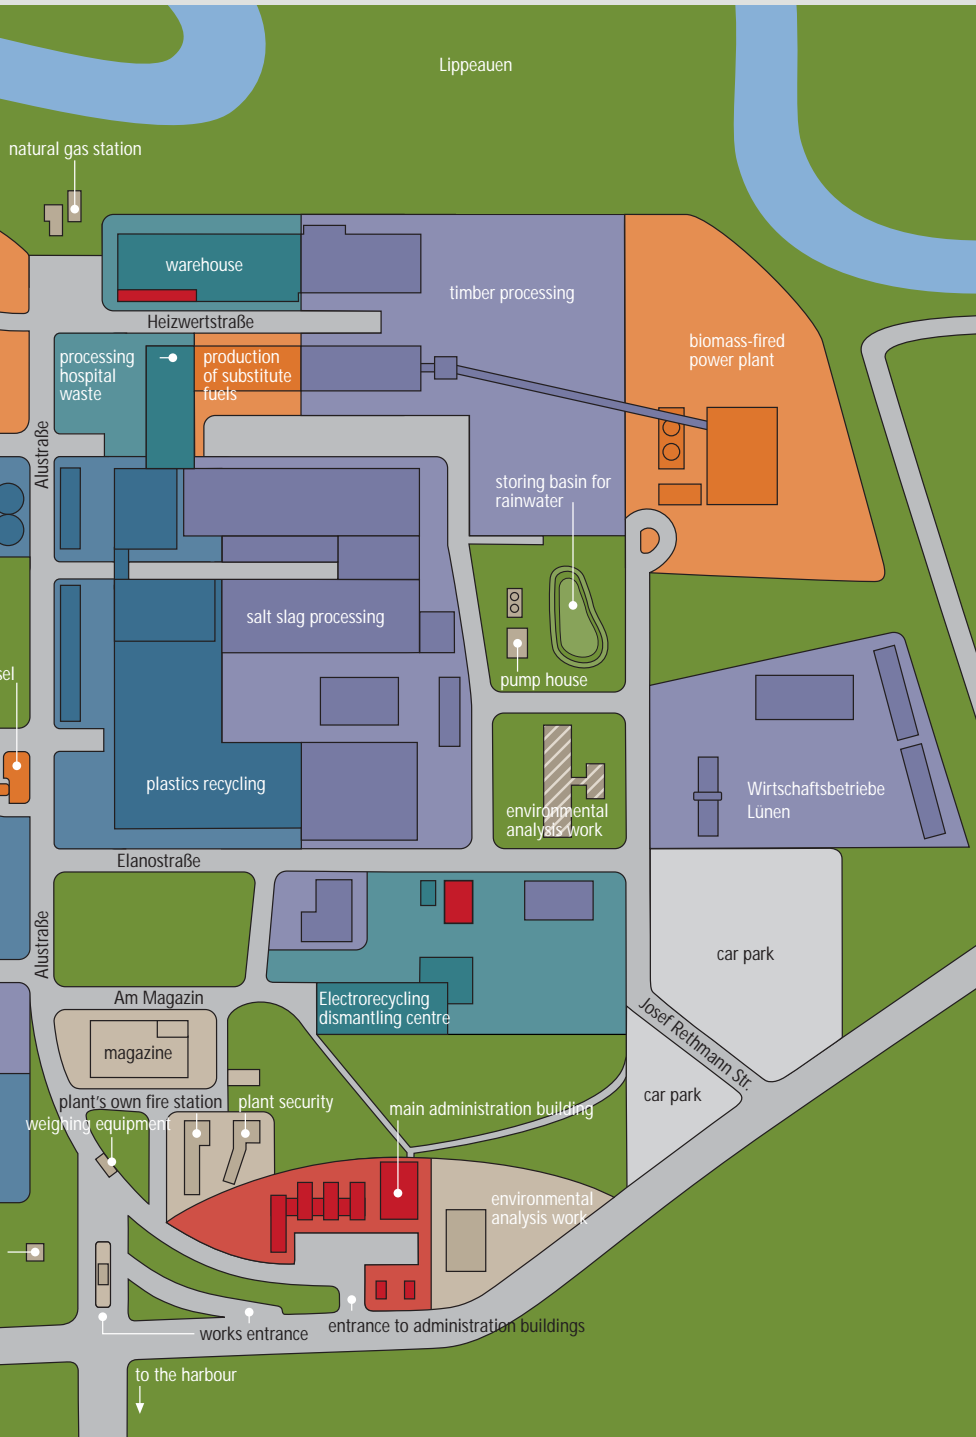 Lippeauen
natural gas station
warehouse
timber processing
Heizwertstraße
processing
hospital
waste
production
of substitute
fuels
biomass-fired
power plant
Alustraße
storing basin for
rainwater
salt slag processing
sel
pump house
plastics recycling
environmental
analysis work
Wirtschaftsbetriebe
Lünen
Elanostraße
Alustraße
car park
Am Magazin
Electrorecycling
dismantling centre
Josef Rethmann Str.
magazine
car park
plant's own fire station
plant security
main administration building
weighing equipment
environmental
analysis work
works entrance
entrance to administration buildings
to the harbour